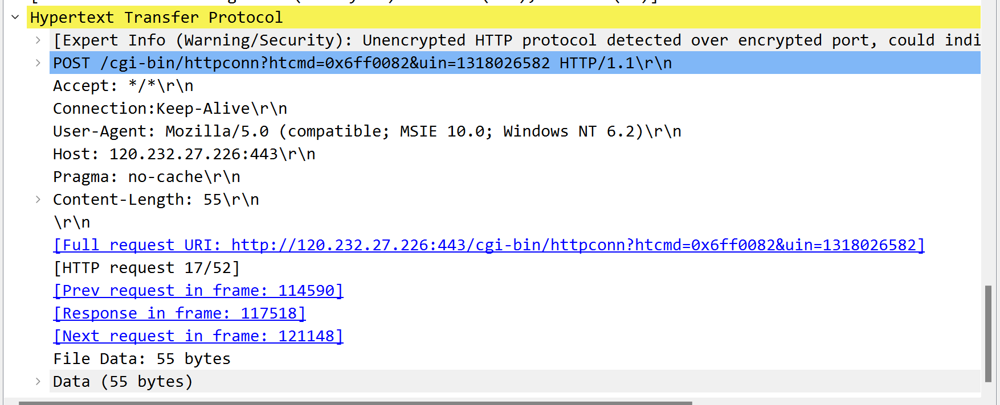 Hypertext Transfer Protocol
[Expert Info (Warning/Security): Unencrypted HTTP protocol detected over encrypted port, could indi
POST /cgi-bin/httpconn?htcmd=0x6ff0082&uin=1318026582 HTTP/1.1\r\n
Accept: */*\r\n
Connection:Keep-Alive\r\n
User-Agent: Mozilla/5.0 (compatible; MSIE 10.0; Windows NT 6.2)\r\n
Host: 120.232.27.226:443\r\n
Pragma: no-cache\r\n
Content-Length: 55\r\n
\r\n
[Full request URI: http://120.232.27.226:443/cgi-bin/httpconn?htcmd=0x6ff0082&uin=1318026582]
[HTTP request 17/52]
[Prev request in frame: 114590]
[Response in frame: 117518]
[Next request in frame: 121148]
File Data: 55 bytes
Data (55 bytes)